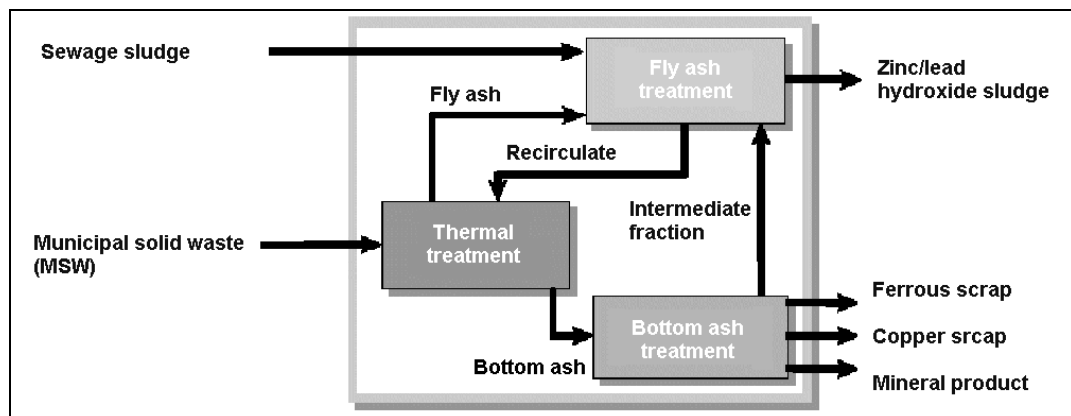 Sewage sludge
Fly ash
treatment
Zinc/lead
hydroxide sludge
Fly ash
Recirculate
Intermediate
fraction
Municipal solid waste
(MSW)
Thermal
treatment
Ferrous scrap
Bottom ash
treatment
Copper srcap
Bottom ash
Mineral product